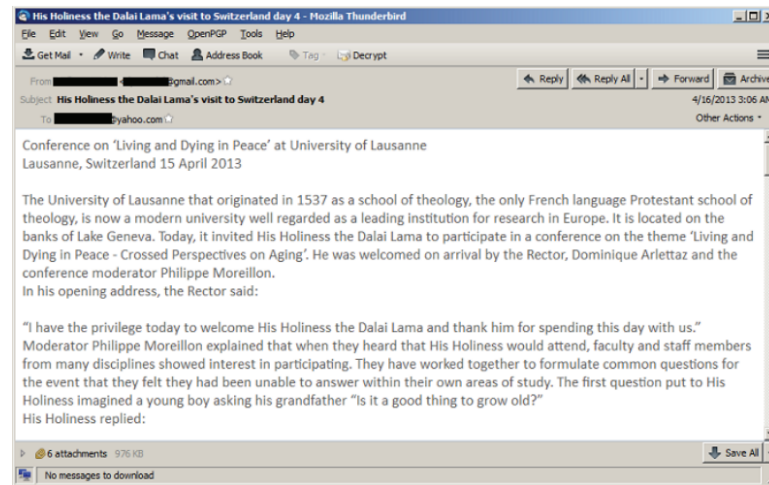 His Holiness the Dalai Lama's visit to Switzerland day 4 - Mozilla Thunderbird
File Edit View Go Message OpenPGP Tools Help
Get Mail Write Chat Address Book Tag Decrypt
From < @gmail.com> Reply Reply All Forward Archive
Subject His Holiness the Dalai Lama's visit to Switzerland day 4 4/16/2013 3:06 AM
To @yahoo.com Other Actions
Conference on 'Living and Dying in Peace' at University of Lausanne
Lausanne, Switzerland 15 April 2013
The University of Lausanne that originated in 1537 as a school of theology, the only French language Protestant school of
theology, is now a modern university well regarded as a leading institution for research in Europe. It is located on the
banks of Lake Geneva. Today, it invited His Holiness the Dalai Lama to participate in a conference on the theme 'Living and
Dying in Peace - Crossed Perspectives on Aging'. He was welcomed on arrival by the Rector, Dominique Arlettaz and the
conference moderator Philippe Moreillon.
In his opening address, the Rector said:
“I have the privilege today to welcome His Holiness the Dalai Lama and thank him for spending this day with us.”
Moderator Philippe Moreillon explained that when they heard that His Holiness would attend, faculty and staff members
from many disciplines showed interest in participating. They have worked together to formulate common questions for
the event that they felt they had been unable to answer within their own areas of study. The first question put to His
Holiness imagined a young boy asking his grandfather “Is it a good thing to grow old?”
His Holiness replied:
6 attachments 976 KB Save All
No messages to download